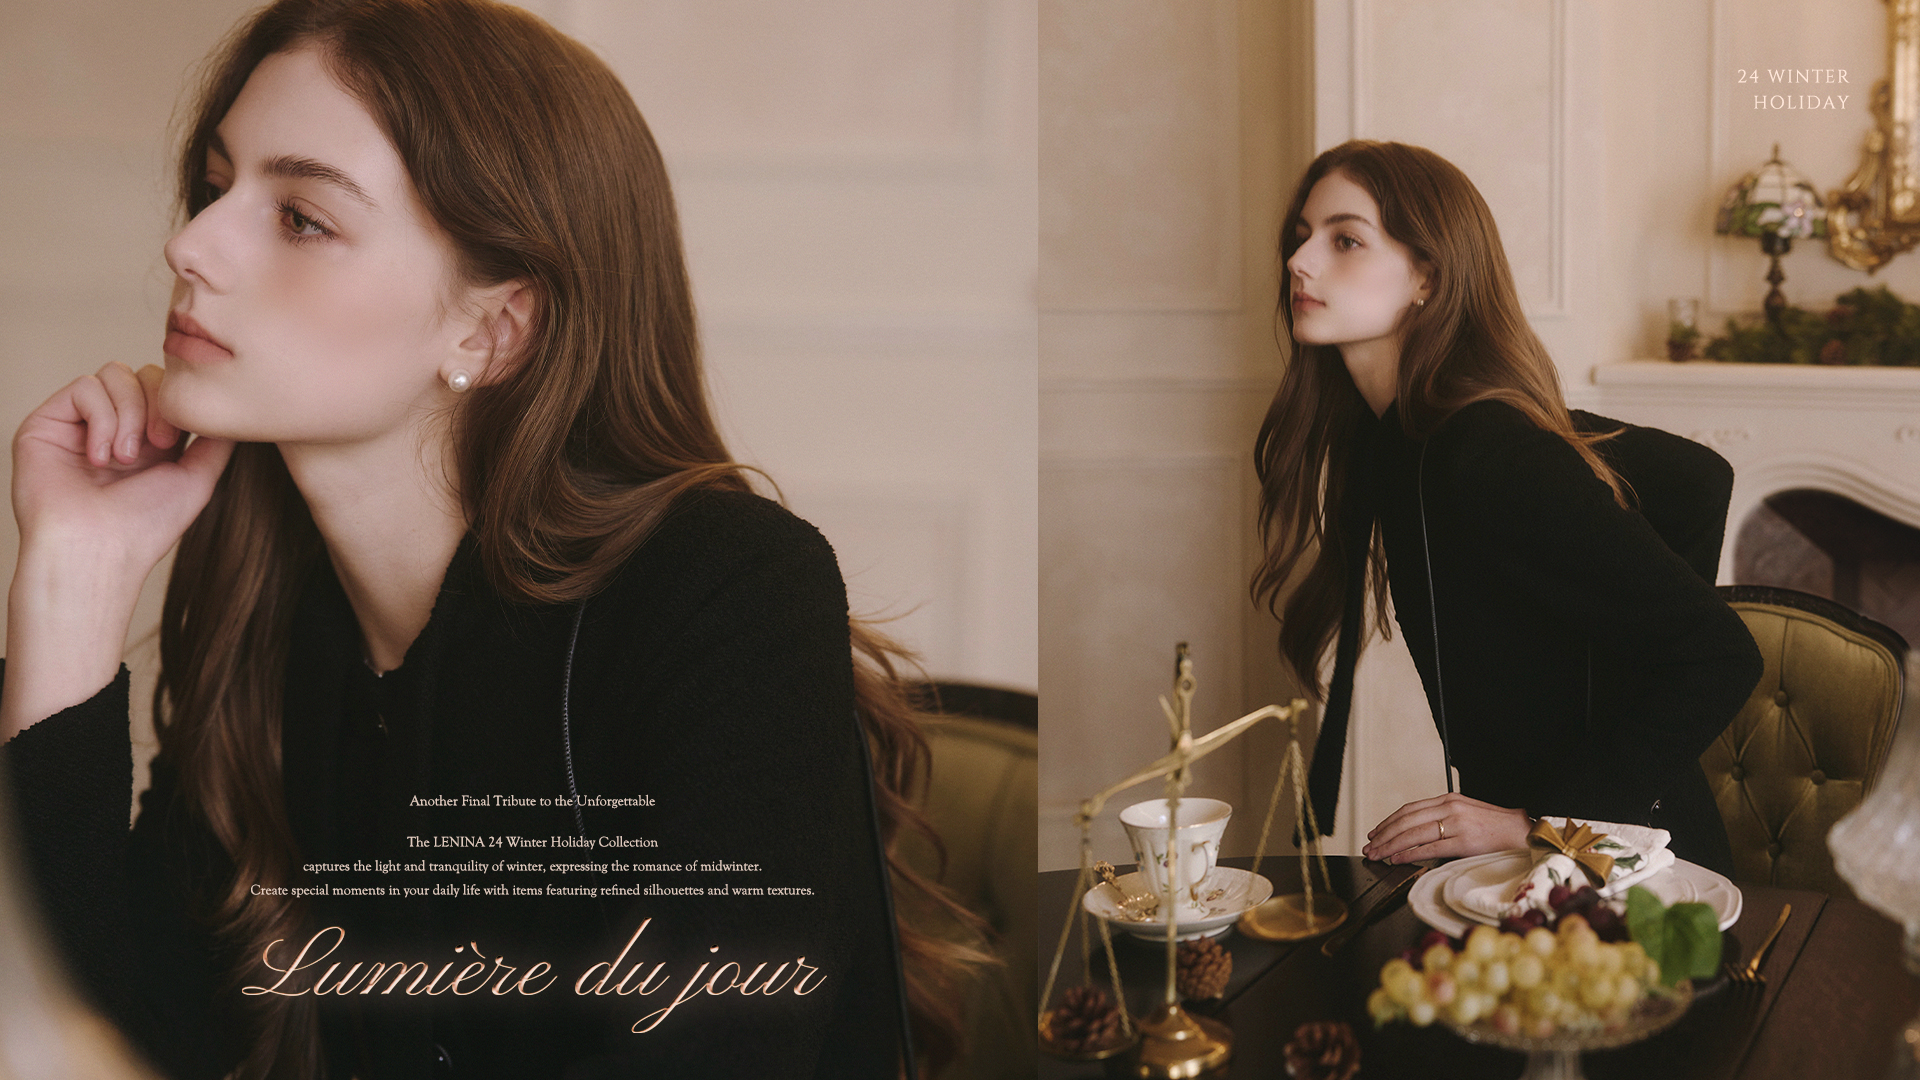 24 WINTER
HOLIDAY
Another Final Tribute to the Unforgettable
The LENINA 24 Winter Holiday Collection
captures the light and tranquility of winter, expressing the romance of midwinter.
Create special moments in your daily life with items featuring refined silhouettes and warm textures.
Lumière du jour